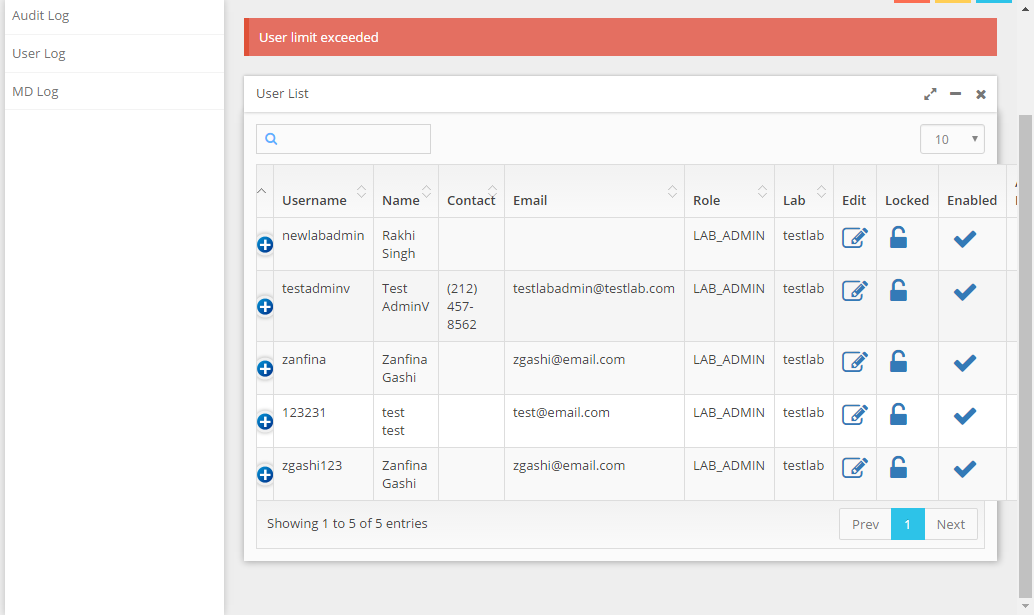 Audit Log
User Log
MD Log
User limit exceeded
User List
10
Username Name Contact Email Role Lab Edit Locked Enabled
newlabadmin Rakhi LAB_ADMIN testlab
Singh
testadminv Test (212) testlabadmin@testlab.com LAB_ADMIN testlab
AdminV 457-
8562
zanfina Zanfina zgashi@email.com LAB_ADMIN testlab
Gashi
123231 test test@email.com LAB_ADMIN testlab
test
zgashi123 Zanfina zgashi@email.com LAB_ADMIN testlab
Gashi
Showing 1 to 5 of 5 entries Prev 1 Next